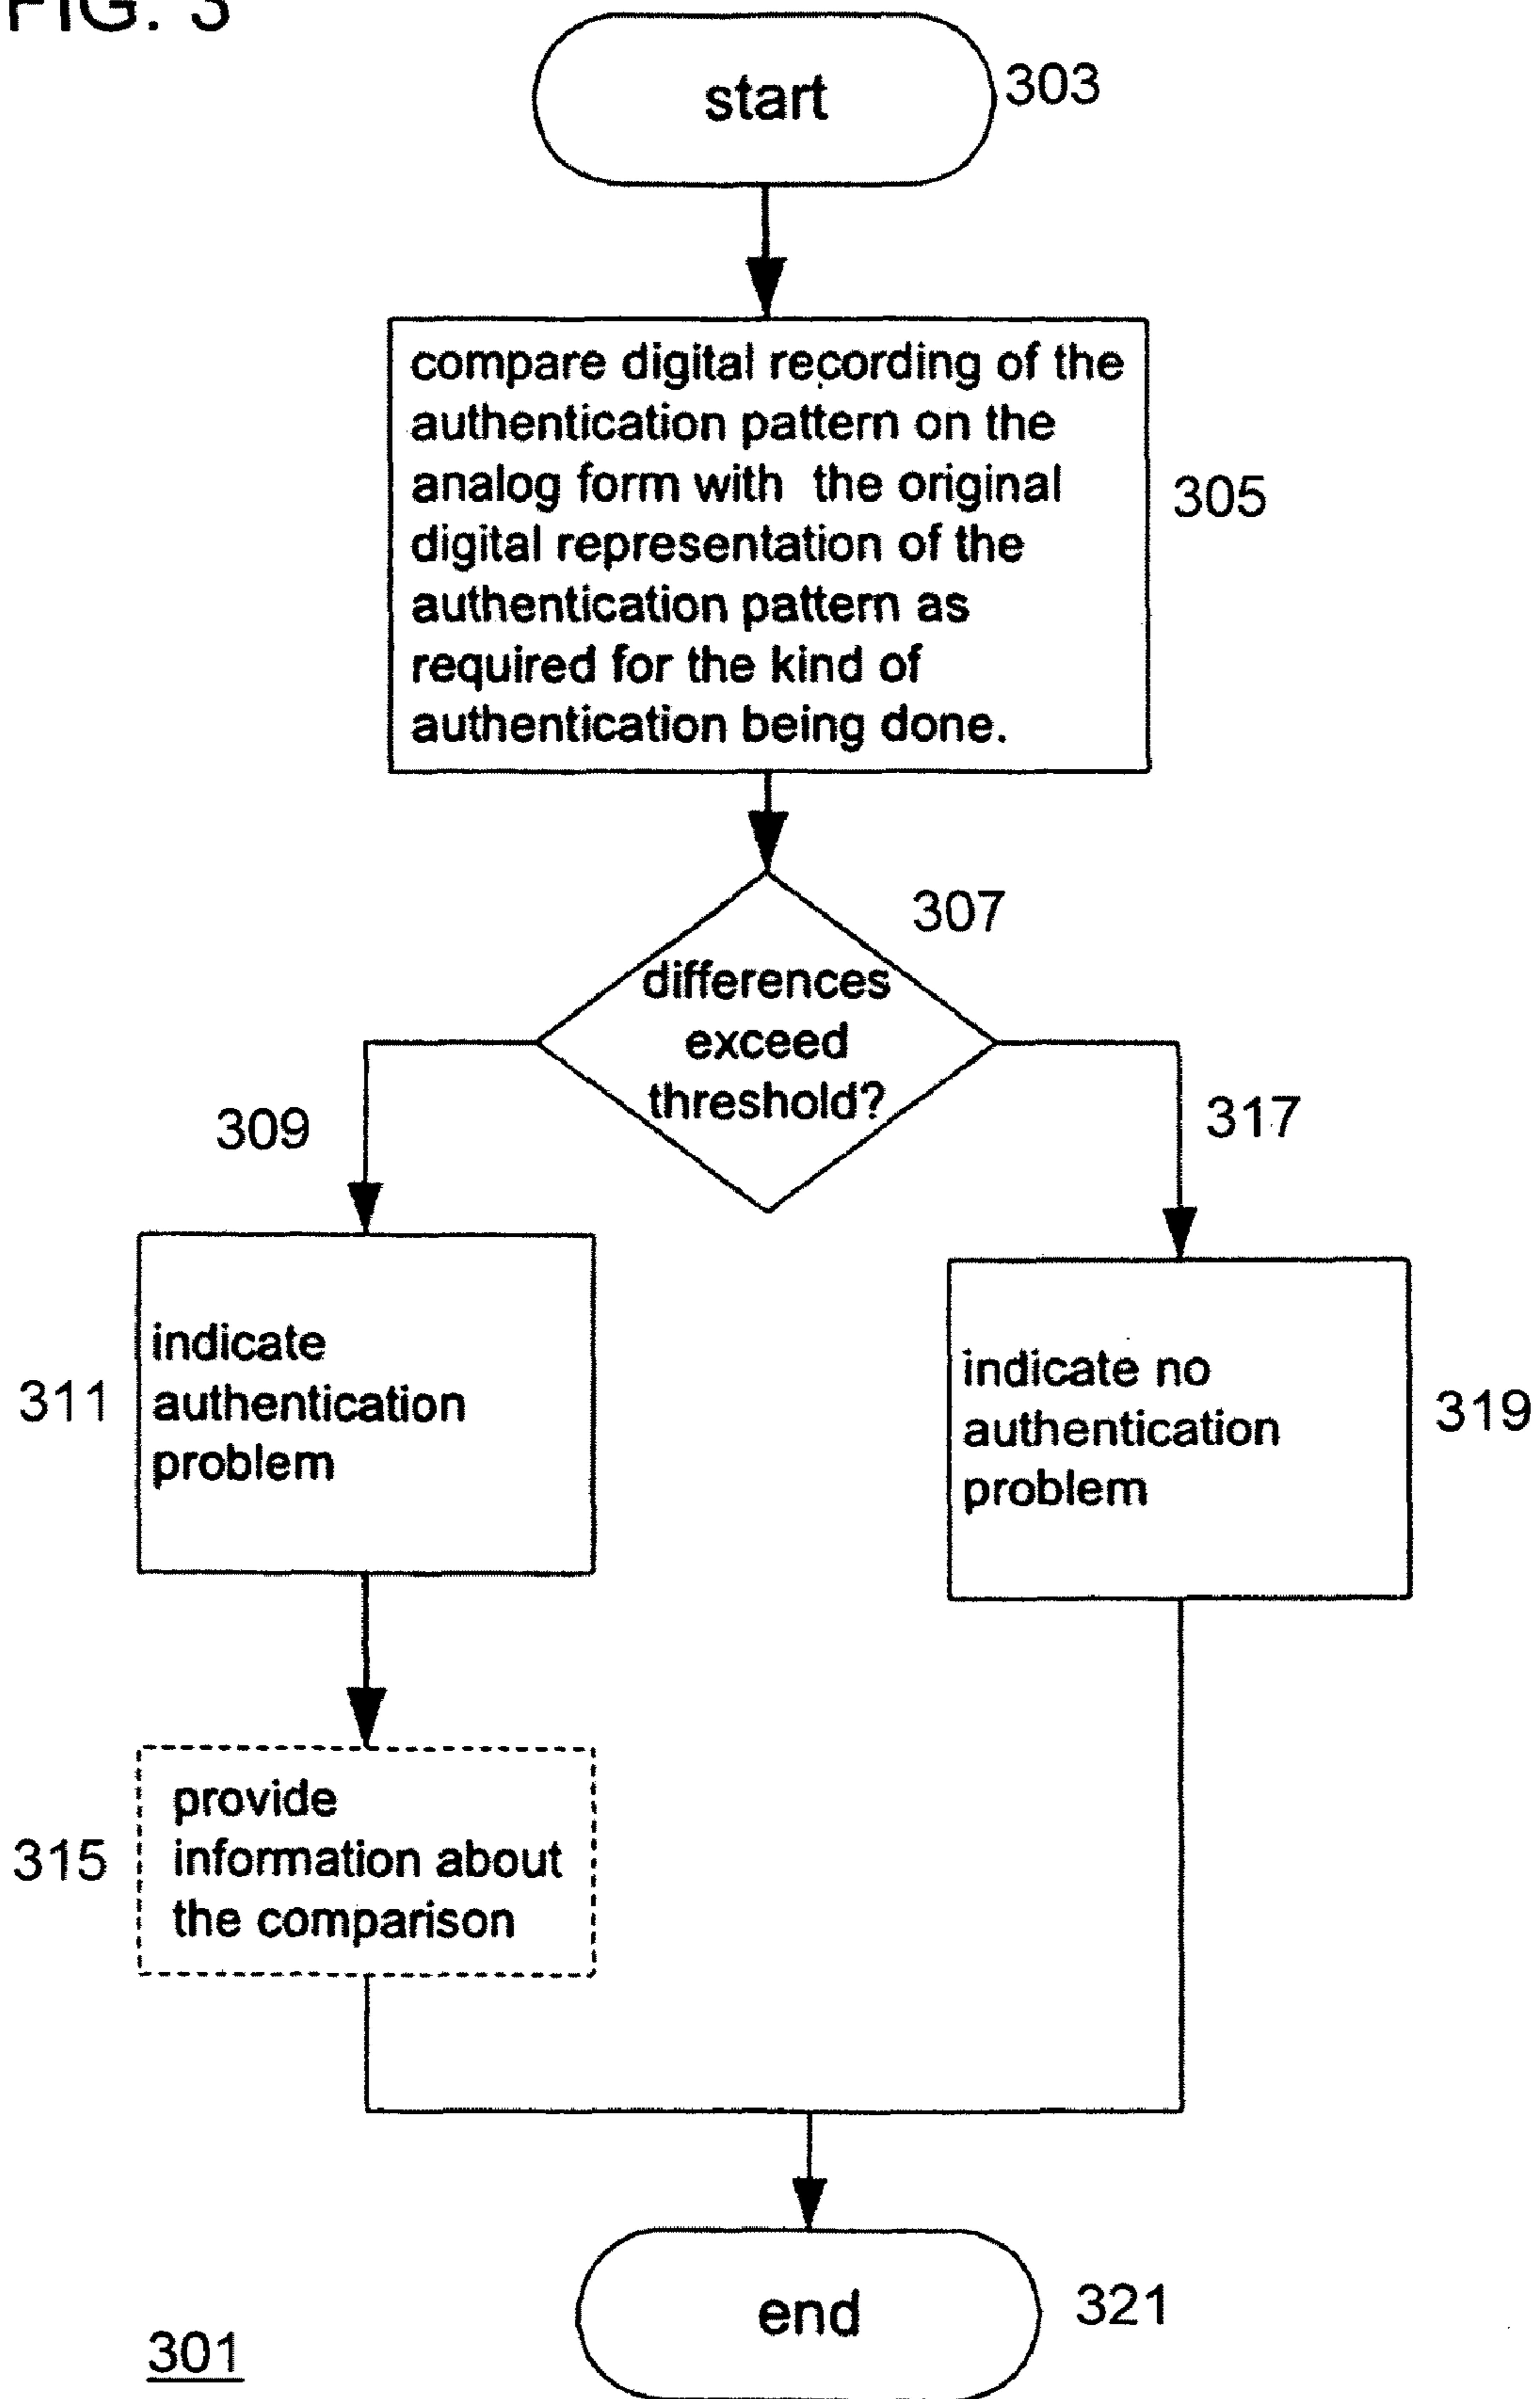 FIG. 3
start
303
compare digital recording of the
authentication pattern on the
analog form with the original
digital representation of the
authentication pattern as
required for the kind of
authentication being done.
305
307
differences
exceed
threshold?
309
317
indicate
authentication
problem
311
indicate no
authentication
problem
319
provide
information about
the comparison
315
end
321
301